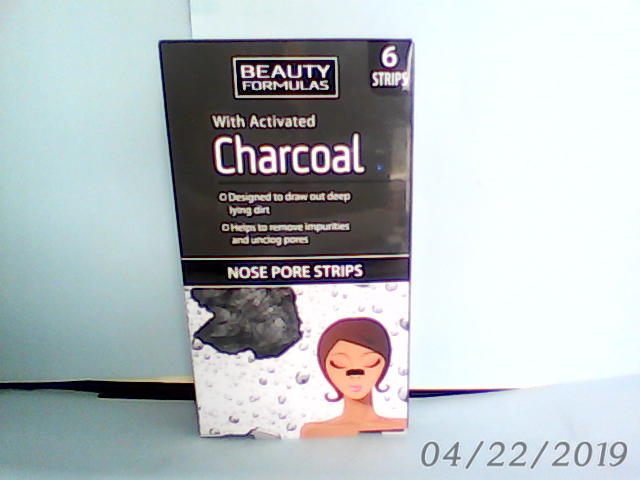 6
STRIPS
BEAUTY
FORMULAS
With Activated
Charcoal
Designed to draw out deep
lying dirt
Helps to remove impurities
and unclog pores
NOSE PORE STRIPS
04/22/2019